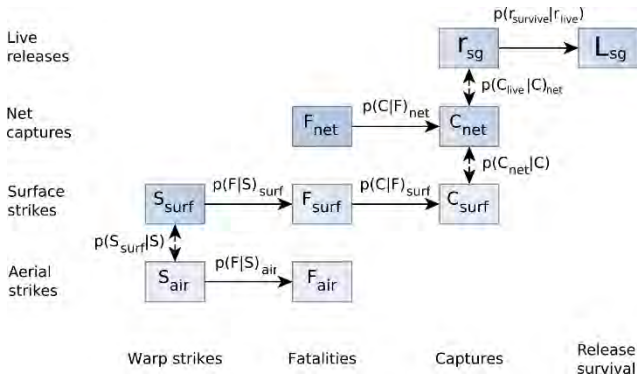 p(r_survive|r_live)
Live
releases
r_sg
L_sg
p(C_live|C)_net
Net
captures
F_net
p(C|F)_net
C_net
p(C_net|C)
Surface
strikes
S_surf
p(F|S)_surf
F_surf
p(C|F)_surf
C_surf
p(S_surf|S)
Aerial
strikes
S_air
p(F|S)_air
F_air
Warp strikes
Fatalities
Captures
Release
survival